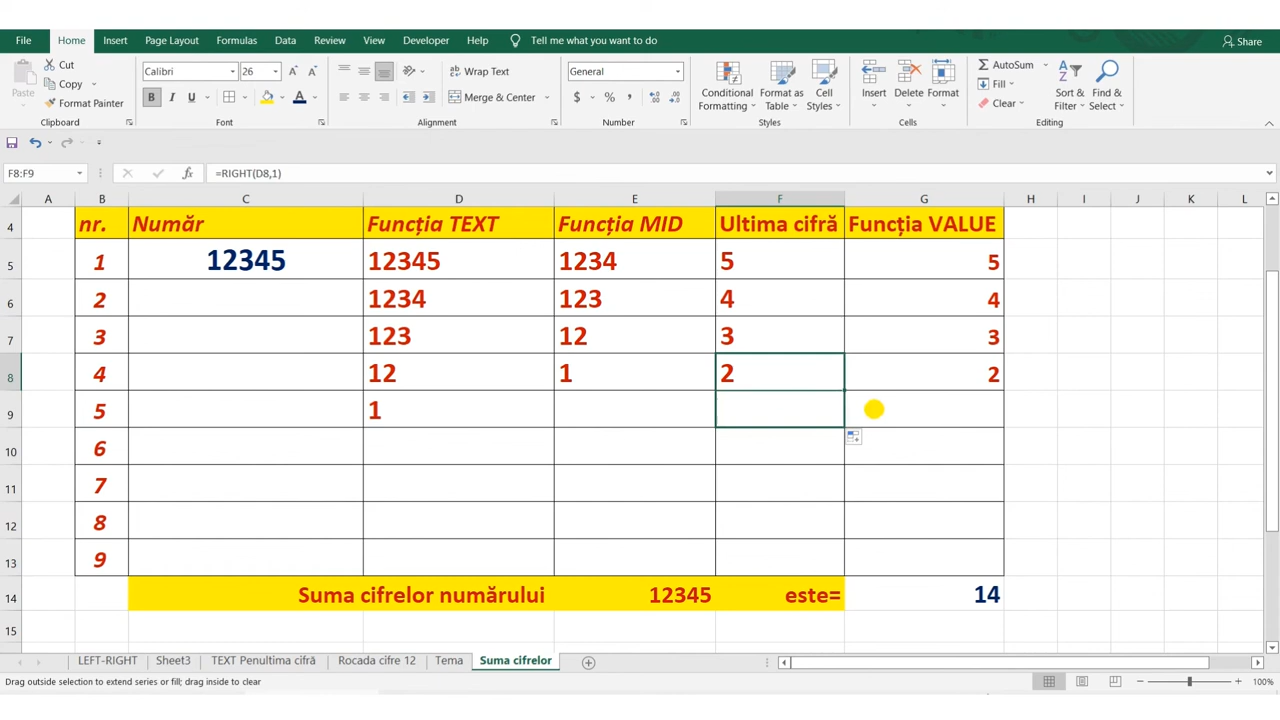 File Home Insert Page Layout Formulas Data Review View Developer Help Tell me what you want to do Share
Paste Cut Copy Format Painter Clipboard
Calibri 26 A A B I U A Font
Wrap Text Merge & Center Alignment
General $ % , Number
Conditional Formatting Format as Table Cell Styles Styles
Insert Delete Format Cells
AutoSum Fill Clear Sort & Filter Find & Select Editing
F8:F9 fx =RIGHT(D8,1)
A B C D E F G H I J K L
4 nr. Număr Funcția TEXT Funcția MID Ultima cifră Funcția VALUE
5 1 12345 12345 1234 5 5
6 2 1234 123 4 4
7 3 123 12 3 3
8 4 12 1 2 2
9 5 1
10 6
11 7
12 8
13 9
14 Suma cifrelor numărului 12345 este= 14
15
LEFT-RIGHT Sheet3 TEXT Penultima cifră Rocada cifre 12 Tema Suma cifrelor
Drag outside selection to extend series or fill; drag inside to clear 100%